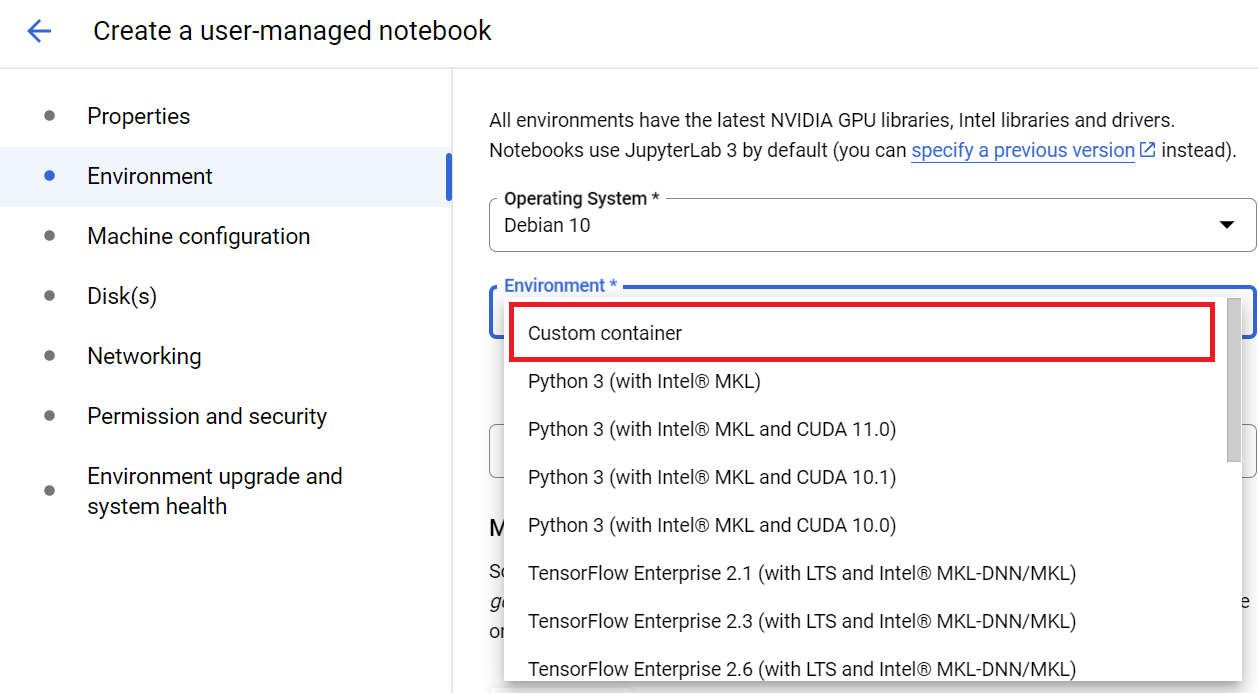 Create a user-managed notebook
Properties
Environment
Machine configuration
Disk(s)
Networking
Permission and security
Environment upgrade and
system health
All environments have the latest NVIDIA GPU libraries, Intel libraries and drivers.
Notebooks use JupyterLab 3 by default (you can specify a previous version instead).
Operating System *
Debian 10
Environment *
Custom container
Python 3 (with Intel® MKL)
Python 3 (with Intel® MKL and CUDA 11.0)
Python 3 (with Intel® MKL and CUDA 10.1)
Python 3 (with Intel® MKL and CUDA 10.0)
TensorFlow Enterprise 2.1 (with LTS and Intel® MKL-DNN/MKL)
TensorFlow Enterprise 2.3 (with LTS and Intel® MKL-DNN/MKL)
TensorFlow Enterprise 2.6 (with LTS and Intel® MKL-DNN/MKL)